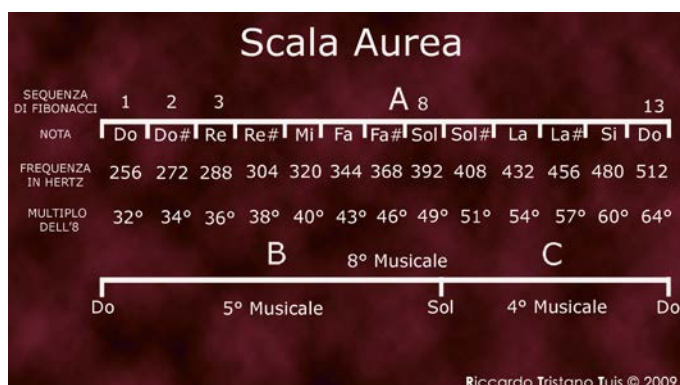 Scala Aurea
SEQUENZA
DI FIBONACCI 1 2 3 A 8 13
NOTA Do Do# Re Re# Mi Fa Fa# Sol Sol# La La# Si Do
FREQUENZA
IN HERTZ 256 272 288 304 320 344 368 392 408 432 456 480 512
MULTIPLO
DELL'8 32° 34° 36° 38° 40° 43° 46° 49° 51° 54° 57° 60° 64°
B 8° Musicale C
Do 5° Musicale Sol 4° Musicale Do
Riccardo Tristano Tuis © 2009